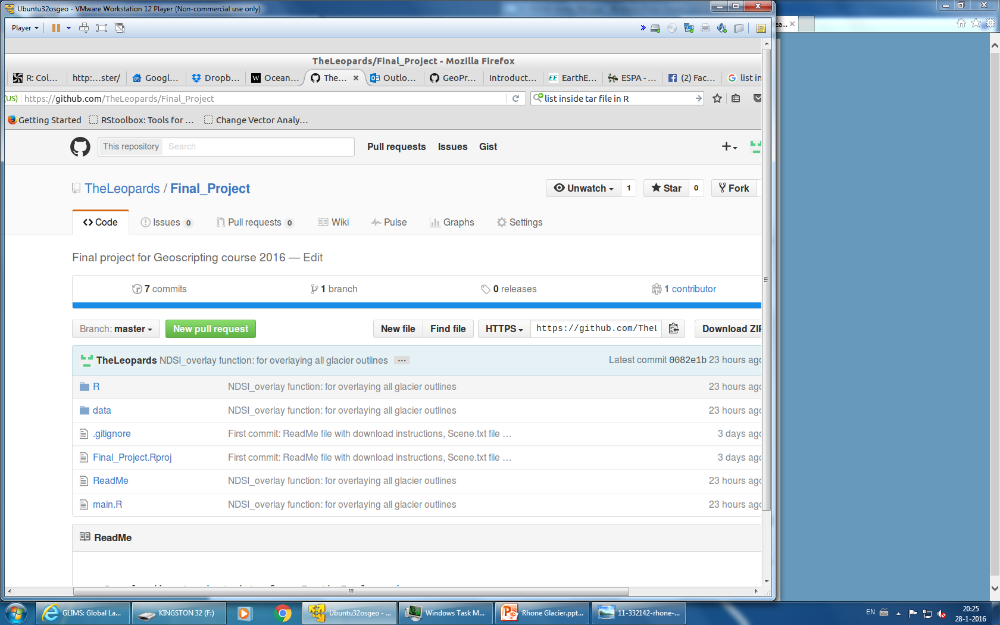 Ubuntu32osgeo - VMware Workstation 12 Player (Non-commercial use only)
Player
TheLeopards/Final_Project - Mozilla Firefox
R: Col...
http:...ster/
Googl...
Dropb...
W Ocean...
The...
Outlo...
GeoPr...
Introduct...
EE EarthE...
ESPA - ...
(2) Fac...
G list in
ea...
(US) https://github.com/TheLeopards/Final_Project
list inside tar file in R
Getting Started
RStoolbox: Tools for ...
Change Vector Analy...
This repository Search
Pull requests Issues Gist
TheLeopards / Final_Project
Unwatch 1
Star 0
Fork
Code
Issues 0
Pull requests 0
Wiki
Pulse
Graphs
Settings
Final project for Geoscripting course 2016 — Edit
7 commits
1 branch
0 releases
1 contributor
Branch: master
New pull request
New file
Find file
HTTPS
https://github.com/TheL
Download ZIP
TheLeopards NDSI_overlay function: for overlaying all glacier outlines ...
Latest commit 0082e1b 23 hours ago
R NDSI_overlay function: for overlaying all glacier outlines 23 hours ago
data NDSI_overlay function: for overlaying all glacier outlines 23 hours ago
.gitignore First commit: ReadMe file with download instructions, Scene.txt file ... 3 days ago
Final_Project.Rproj First commit: ReadMe file with download instructions, Scene.txt file ... 3 days ago
ReadMe NDSI_overlay function: for overlaying all glacier outlines 23 hours ago
main.R NDSI_overlay function: for overlaying all glacier outlines 23 hours ago
ReadMe
GLIMS: Global La...
KINGSTON 32 (F:)
Ubuntu32osgeo - ...
Windows Task M...
Rhone Glacier.ppt...
11-332142-rhone-...
EN
20:25
28-1-2016